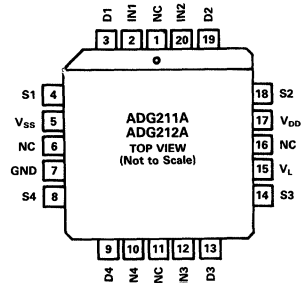 D1 IN1 NC IN2 D2
3 2 1 20 19
S1 4 18 S2
VSS 5 17 VDD
NC 6 16 NC
GND 7 15 VL
S4 8 14 S3
ADG211A
ADG212A
TOP VIEW
(Not to Scale)
9 10 11 12 13
D4 N4 NC IN3 D3